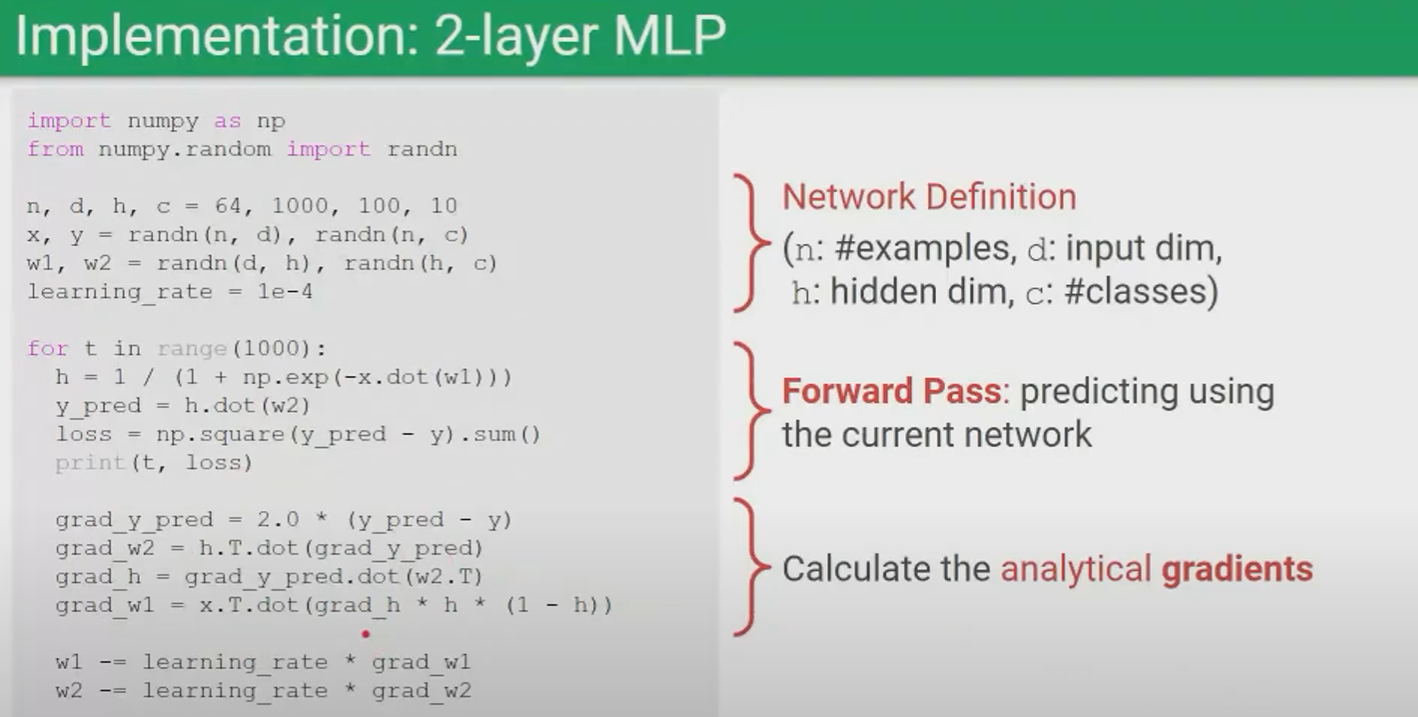 Implementation: 2-layer MLP
import numpy as np
from numpy.random import randn
n, d, h, c = 64, 1000, 100, 10
x, y = randn(n, d), randn(n, c)
w1, w2 = randn(d, h), randn(h, c)
learning_rate = 1e-4
for t in range(1000):
h = 1 / (1 + np.exp(-x.dot(w1)))
y_pred = h.dot(w2)
loss = np.square(y_pred - y).sum()
print(t, loss)
grad_y_pred = 2.0 * (y_pred - y)
grad_w2 = h.T.dot(grad_y_pred)
grad_h = grad_y_pred.dot(w2.T)
grad_w1 = x.T.dot(grad_h * h * (1 - h))
w1 -= learning_rate * grad_w1
w2 -= learning_rate * grad_w2
Network Definition
(n: #examples, d: input dim,
h: hidden dim, c: #classes)
Forward Pass: predicting using
the current network
Calculate the analytical gradients